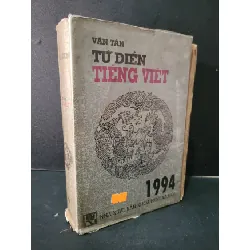 VĂN TÂN
TỪ ĐIỂN
TIẾNG VIỆT
1994